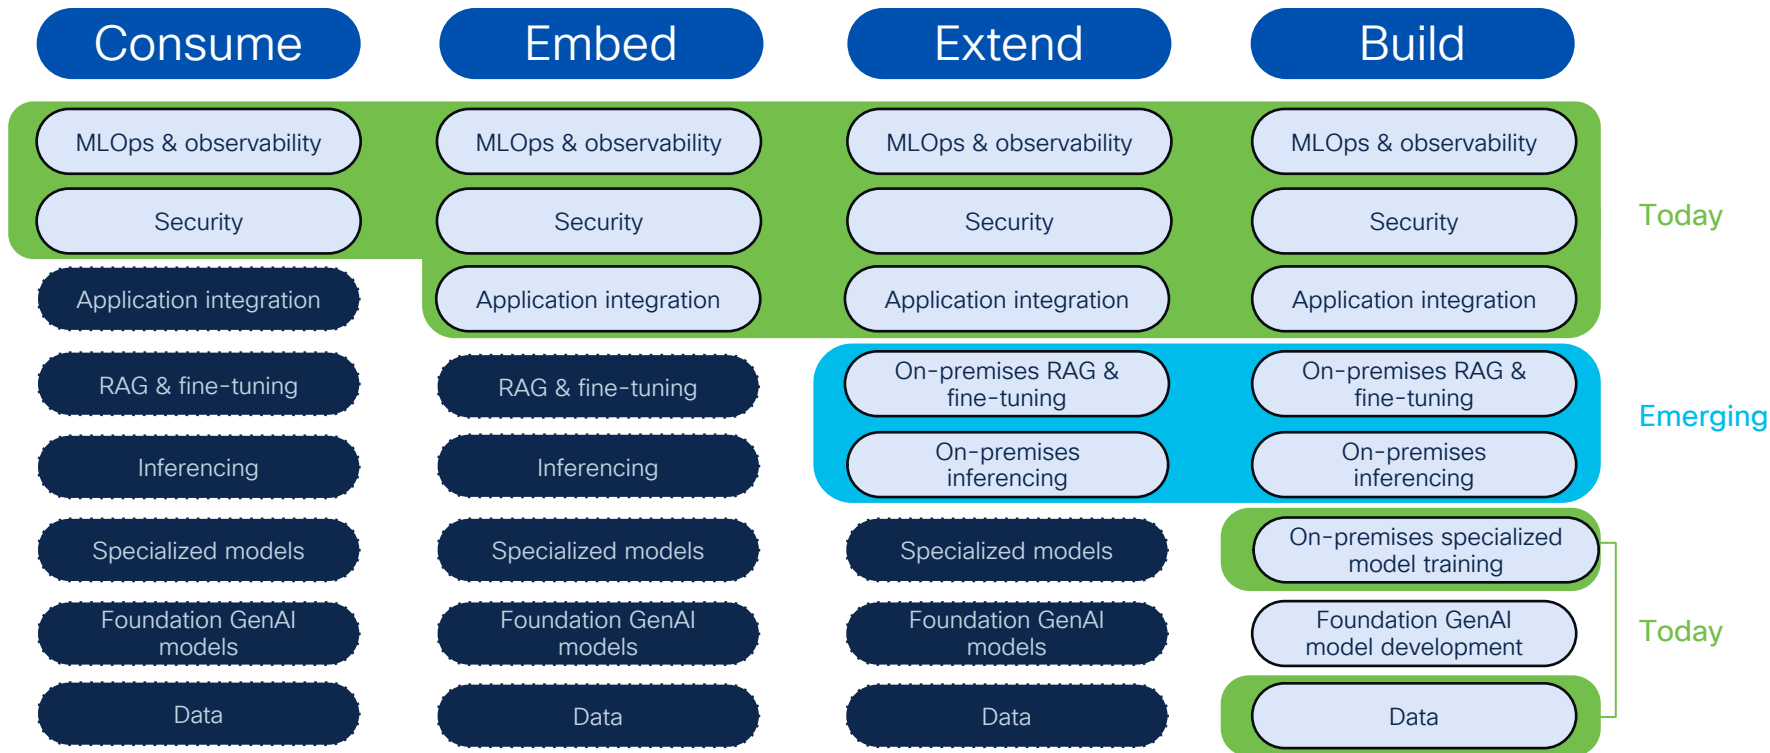 Consume
Embed
Extend
Build
MLOps & observability
MLOps & observability
MLOps & observability
MLOps & observability
Security
Security
Security
Security
Today
Application integration
Application integration
Application integration
Application integration
RAG & fine-tuning
RAG & fine-tuning
On-premises RAG &
fine-tuning
On-premises RAG &
fine-tuning
Emerging
Inferencing
Inferencing
On-premises
inferencing
On-premises
inferencing
Specialized models
Specialized models
Specialized models
On-premises specialized
model training
Foundation GenAI
models
Foundation GenAI
models
Foundation GenAI
models
Foundation GenAI
model development
Today
Data
Data
Data
Data